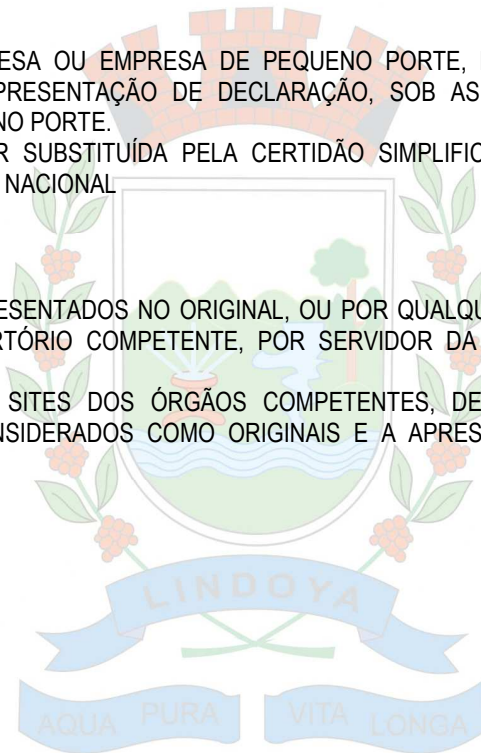 ESA OU EMPRESA DE PEQUENO PORTE,
PRESENTAÇÃO DE DECLARAÇÃO, SOB AS
NO PORTE.
R SUBSTITUÍDA PELA CERTIDÃO SIMPLIFIC
NACIONAL
ESENTADOS NO ORIGINAL, OU POR QUALQU
RTÓRIO COMPETENTE, POR SERVIDOR DA
SITES DOS ÓRGÃOS COMPETENTES, DE
NSIDERADOS COMO ORIGINAIS E A APRES
LINDOYA
AQUA PURA VITA LONGA